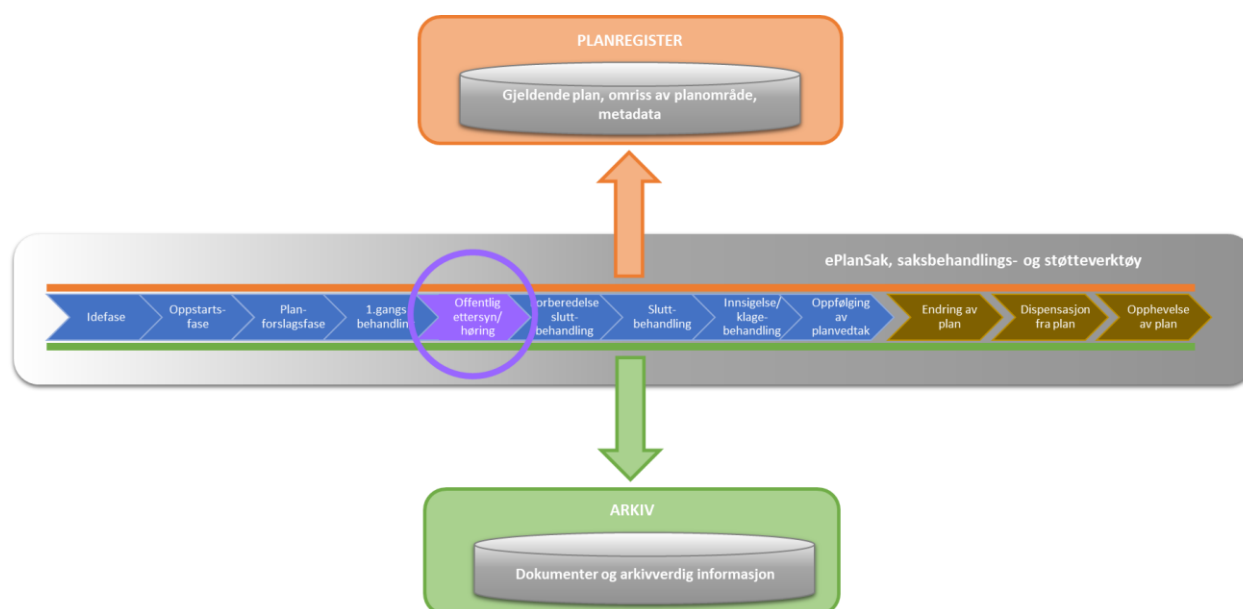 PLANREGISTER
Gjeldende plan, omriss av planområde,
metadata
ePlanSak, saksbehandlings- og støtteverktøy
Idefase
Oppstarts-
fase
Plan-
forslagsfase
1.gangs
behandlin
Offentlig
ettersyn/
høring
orberedelse
slutt-
behandling
Slutt-
behandling
Innsigelse/
klage-
behandling
Oppfølging
av
planvedtak
Endring av
plan
Dispensasjon
fra plan
Opphevelse
av plan
ARKIV
Dokumenter og arkivverdig informasjon